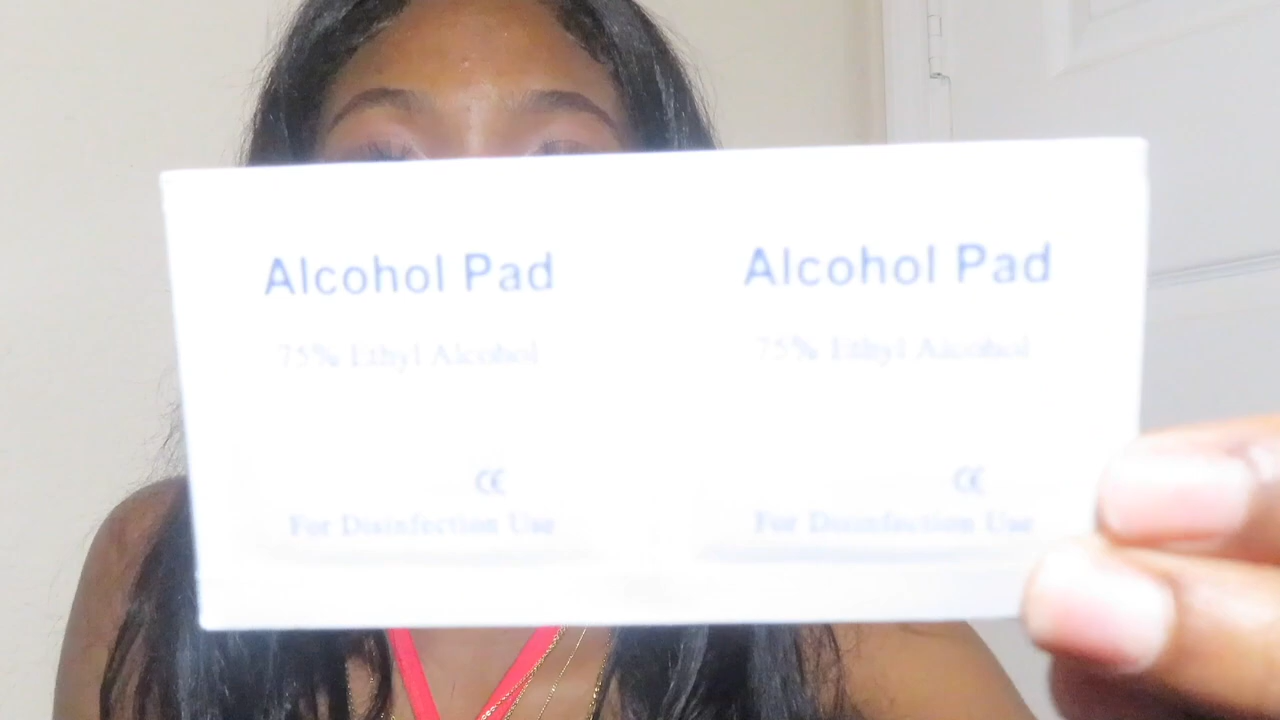 Alcohol Pad
75% Ethyl Alcohol
CE
For Disinfection Use
Alcohol Pad
75% Ethyl Alcohol
CE
For Disinfection Use